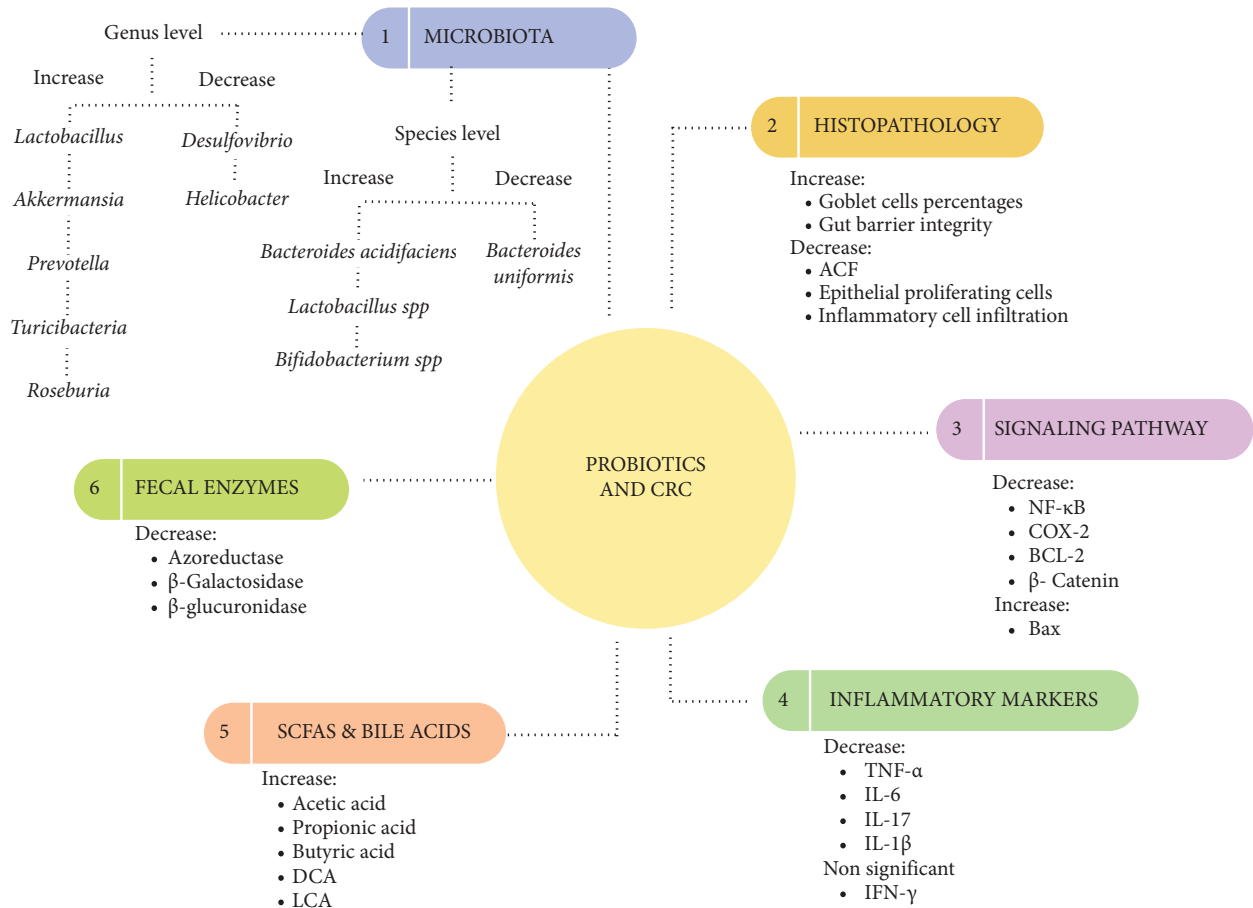 Genus level
1 MICROBIOTA
Increase
Decrease
Lactobacillus
Akkermansia
Prevotella
Turicibacteria
Roseburia
Desulfovibrio
Helicobacter
Species level
Increase
Decrease
Bacteroides acidifaciens
Lactobacillus spp
Bifidobacterium spp
Bacteroides
uniformis
2 HISTOPATHOLOGY
Increase:
• Goblet cells percentages
• Gut barrier integrity
Decrease:
• ACF
• Epithelial proliferating cells
• Inflammatory cell infiltration
PROBIOTICS
AND CRC
3 SIGNALING PATHWAY
Decrease:
• NF-κB
• COX-2
• BCL-2
• β- Catenin
Increase:
• Bax
4 INFLAMMATORY MARKERS
Decrease:
• TNF-α
• IL-6
• IL-17
• IL-1β
Non significant
• IFN-γ
5 SCFAS & BILE ACIDS
Increase:
• Acetic acid
• Propionic acid
• Butyric acid
• DCA
• LCA
6 FECAL ENZYMES
Decrease:
• Azoreductase
• β-Galactosidase
• β-glucuronidase